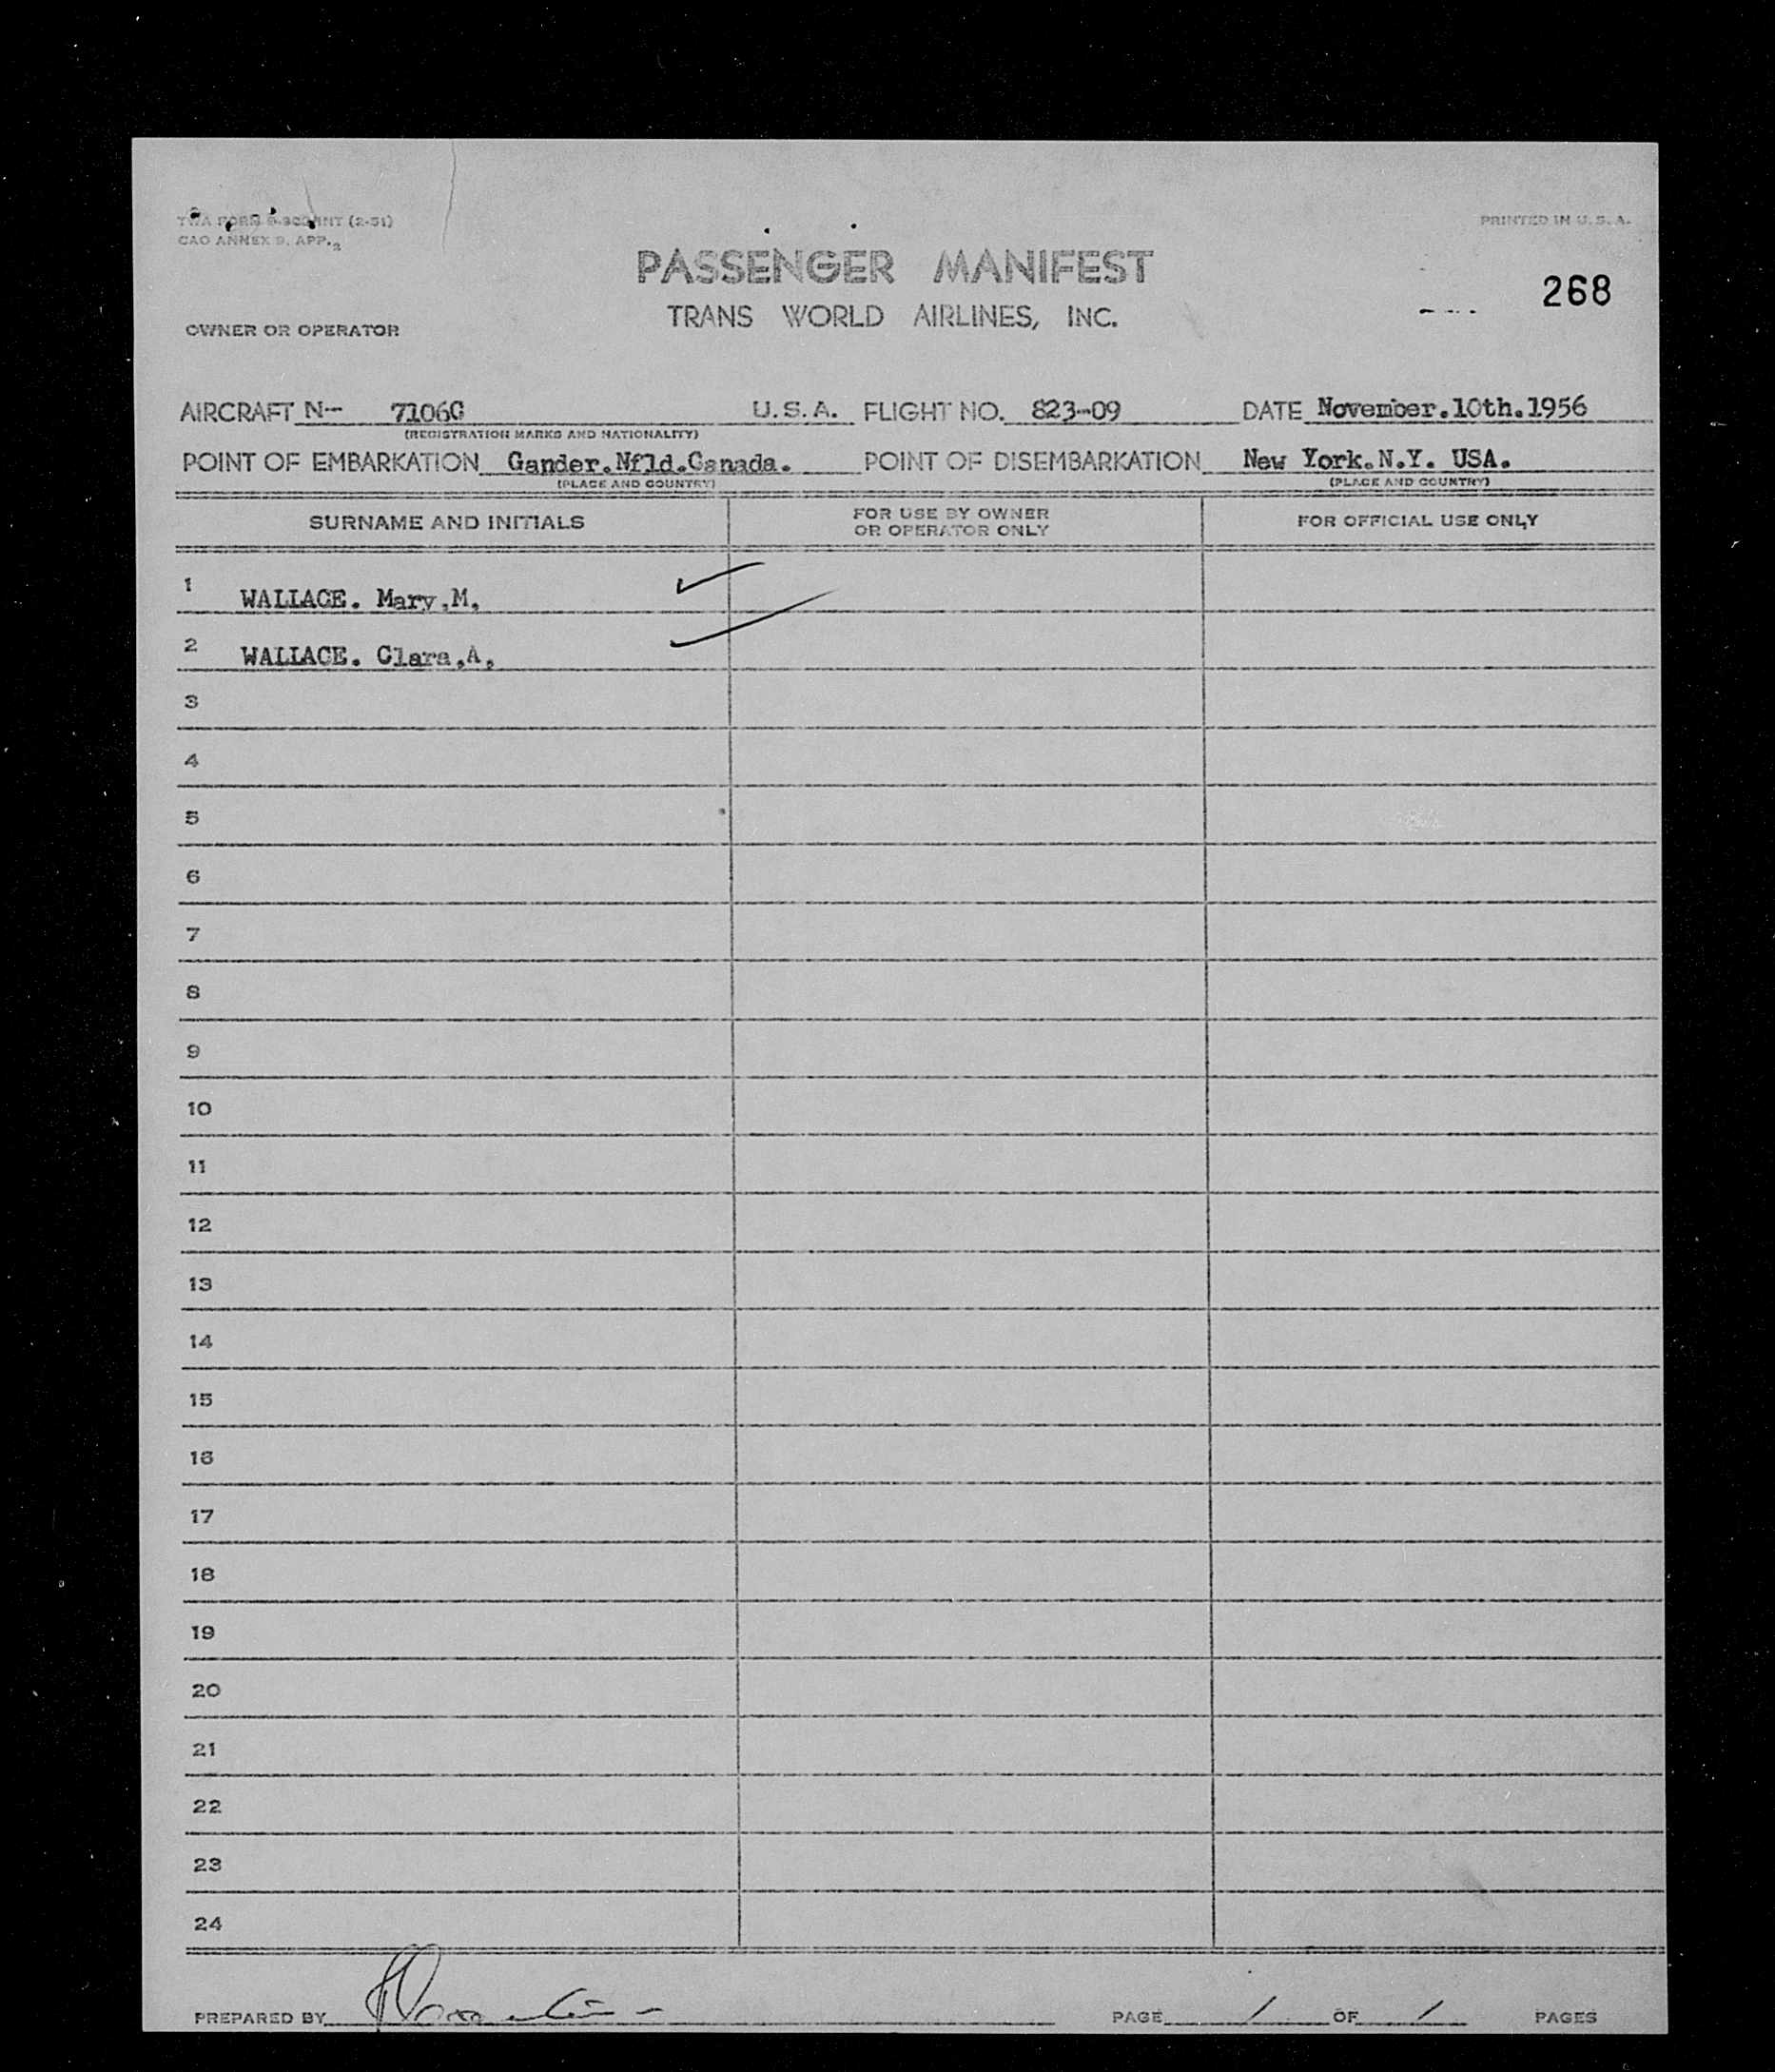 TWA FORM (2-51)
CAO ANNEX 9, APP. 2
PRINTED IN U. S. A.
PASSENGER MANIFEST
268
TRANS WORLD AIRLINES, INC.
OWNER OR OPERATOR
AIRCRAFT N-- 7106C U.S.A. FLIGHT NO. 823-09 DATE November.10th.1956
(REGISTRATION MARKS AND NATIONALITY)
POINT OF EMBARKATION Gander.Nfld.Canada. POINT OF DISEMBARKATION New York.N.Y. USA.
(PLACE AND COUNTRY) (PLACE AND COUNTRY)
SURNAME AND INITIALS FOR USE BY OWNER OR OPERATOR ONLY FOR OFFICIAL USE ONLY
1 WALLACE. Mary,M,
2 WALLACE. Clara,A,
3
4
5
6
7
8
9
10
11
12
13
14
15
16
17
18
19
20
21
22
23
24
PREPARED BY PAGE 1 OF 1 PAGES